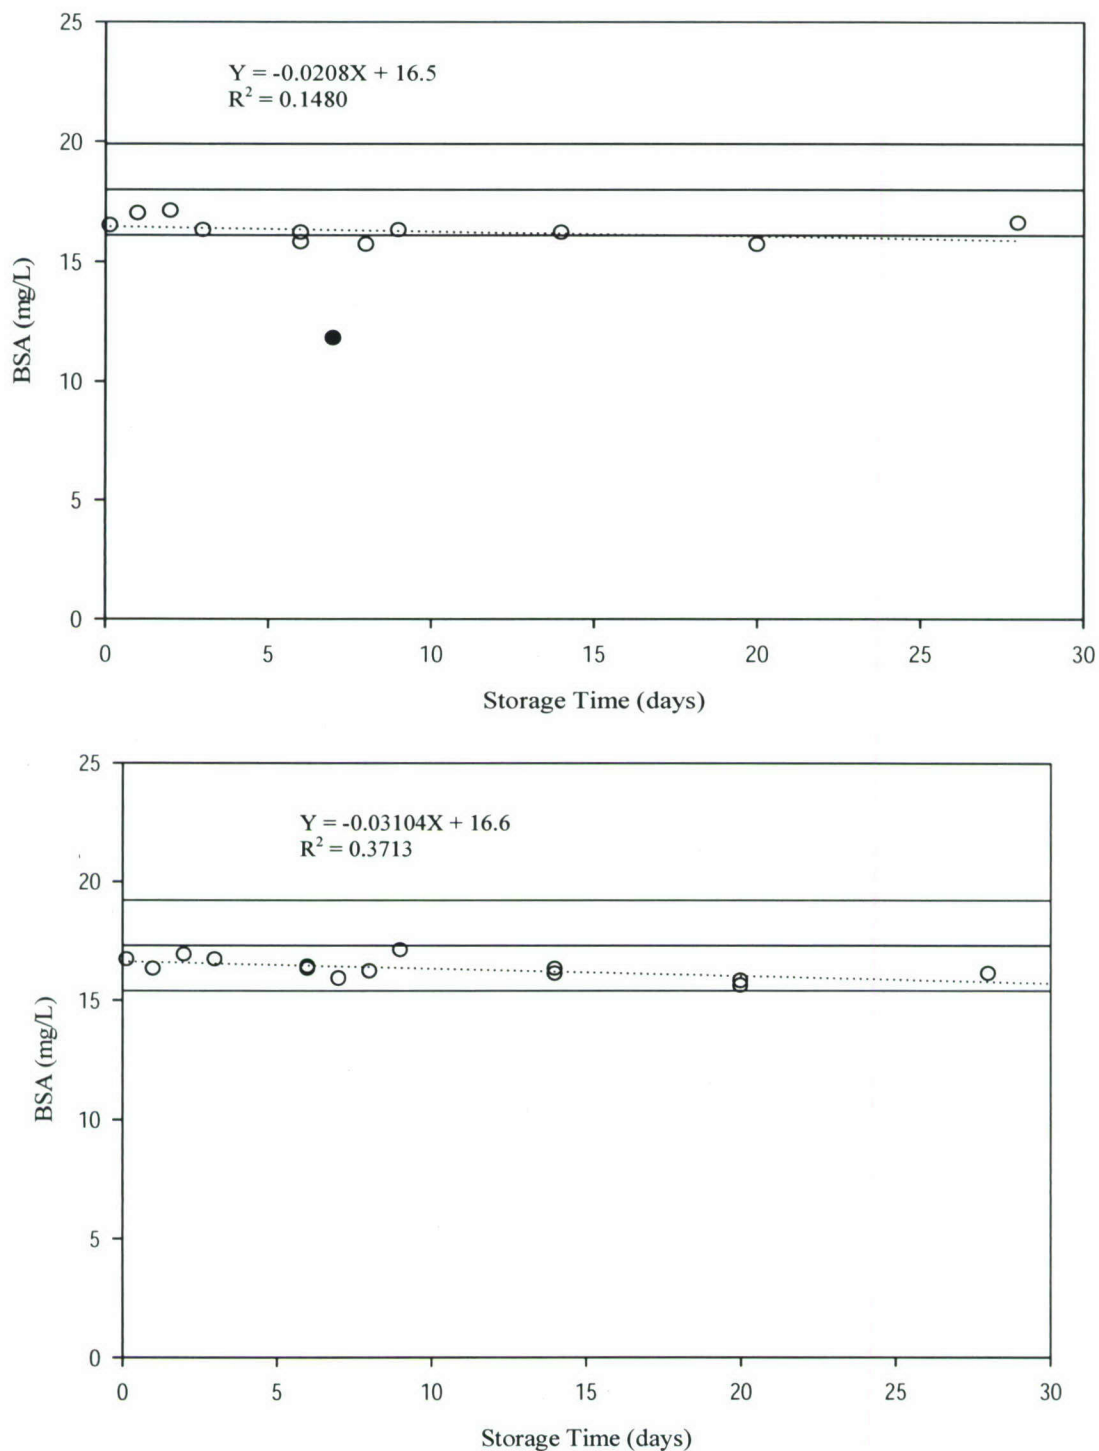 25
Y = -0.0208X + 16.5
R² = 0.1480
20
15
BSA (mg/L)
10
5
0
0 5 10 15 20 25 30
Storage Time (days)
25
Y = -0.03104X + 16.6
R² = 0.3713
20
15
BSA (mg/L)
10
5
0
0 5 10 15 20 25 30
Storage Time (days)